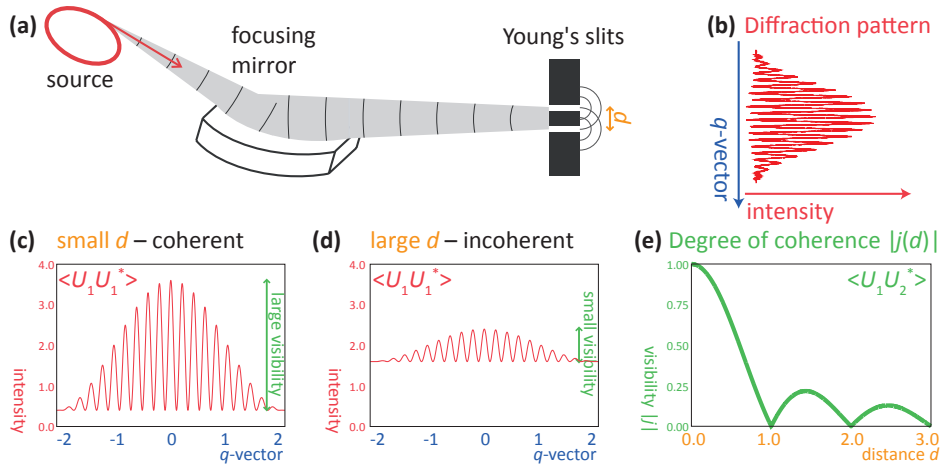 (a)
source
focusing
mirror
Young's slits
d
(b) Diffraction pattern
q-vector
intensity
(c) small d – coherent
4.0
3.0
2.0
1.0
0.0
intensity
<U₁U₁*>
large visibility
-2 -1 0 1 2
q-vector
(d) large d – incoherent
4.0
3.0
2.0
1.0
0.0
intensity
<U₁U₁*>
small visibility
-2 -1 0 1 2
q-vector
(e) Degree of coherence |j(d)|
1.00
0.75
0.50
0.25
0.00
visibility |j|
<U₁U₂*>
0.0 1.0 2.0 3.0
distance d